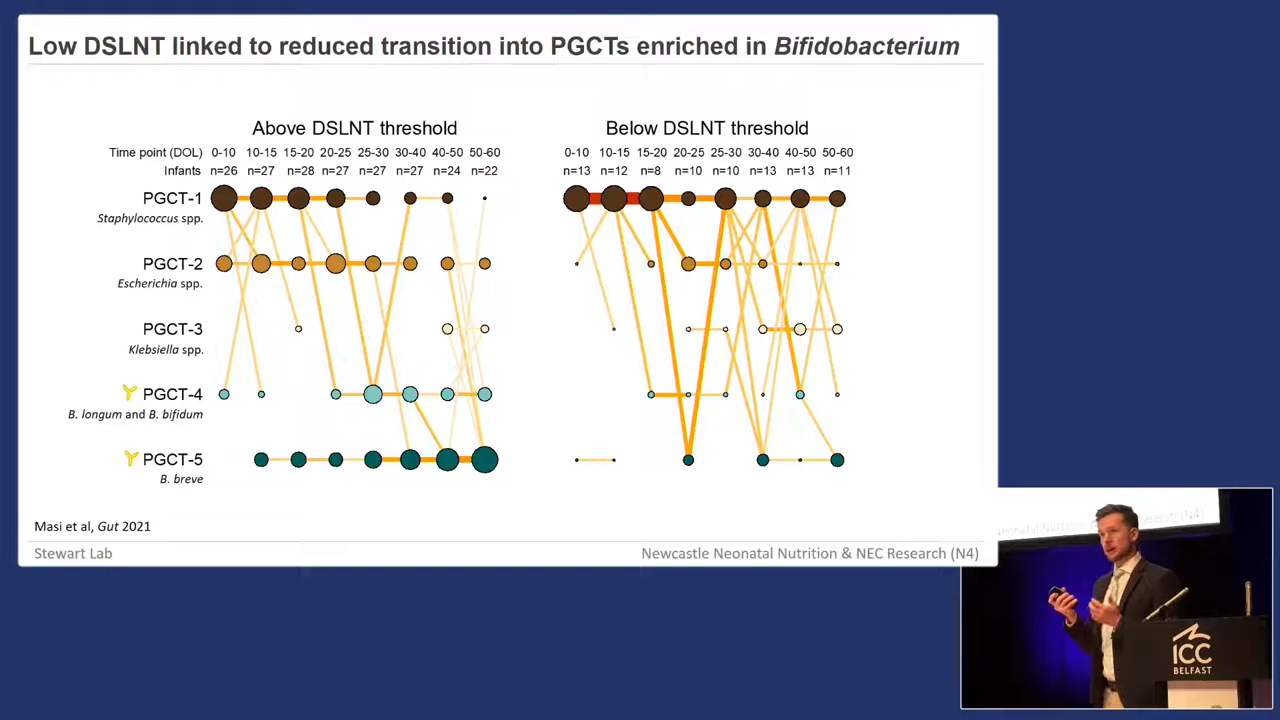 Low DSLNT linked to reduced transition into PGCTs enriched in Bifidobacterium
Above DSLNT threshold
Below DSLNT threshold
Time point (DOL) 0-10 10-15 15-20 20-25 25-30 30-40 40-50 50-60
0-10 10-15 15-20 20-25 25-30 30-40 40-50 50-60
Infants n=26 n=27 n=28 n=27 n=27 n=27 n=24 n=22
n=13 n=12 n=8 n=10 n=10 n=13 n=13 n=11
PGCT-1
Staphylococcus spp.
PGCT-2
Escherichia spp.
PGCT-3
Klebsiella spp.
PGCT-4
B. longum and B. bifidum
PGCT-5
B. breve
Masi et al, Gut 2021
Stewart Lab
Newcastle Neonatal Nutrition & NEC Research (N4)
ICC
BELFAST